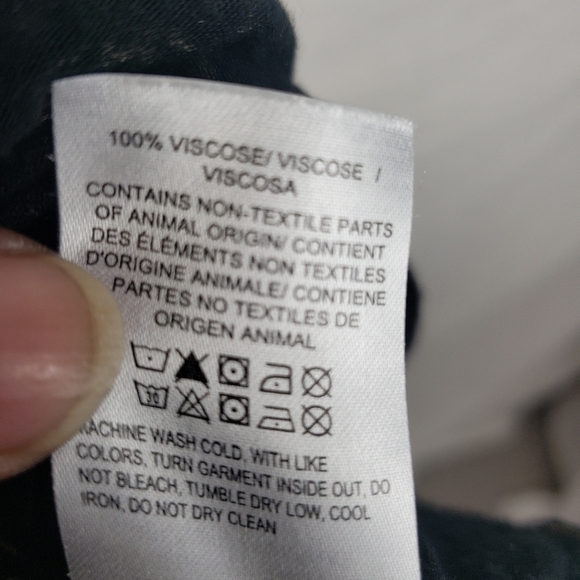 100% VISCOSE/ VISCOSE /
VISCOSA
CONTAINS NON-TEXTILE PARTS
OF ANIMAL ORIGIN/ CONTIENT
DES ÉLÉMENTS NON TEXTILES
D'ORIGINE ANIMALE/ CONTIENE
PARTES NO TEXTILES DE
ORIGEN ANIMAL
30
MACHINE WASH COLD, WITH LIKE
COLORS, TURN GARMENT INSIDE OUT, DO
NOT BLEACH, TUMBLE DRY LOW, COOL
IRON, DO NOT DRY CLEAN